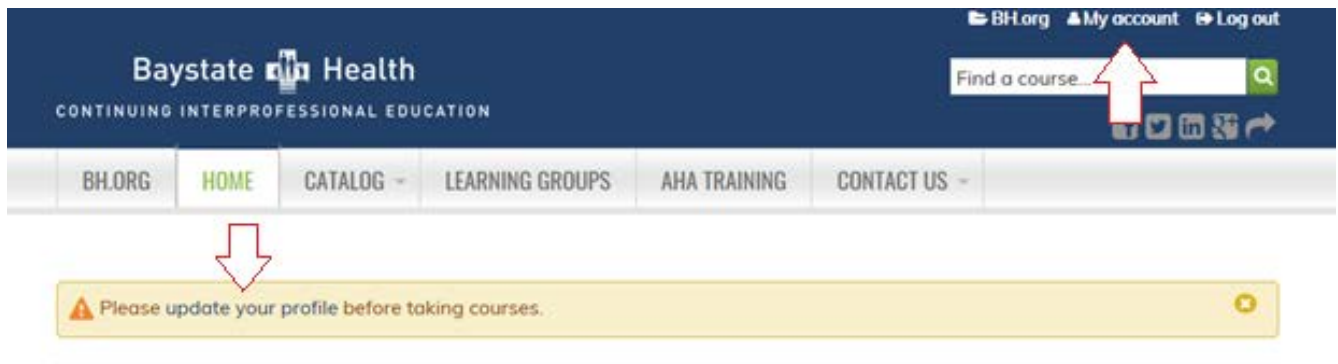 BH.org My account Log out
Baystate Health
Find a course...
CONTINUING INTERPROFESSIONAL EDUCATION
BH.ORG HOME CATALOG LEARNING GROUPS AHA TRAINING CONTACT US
Please update your profile before taking courses.